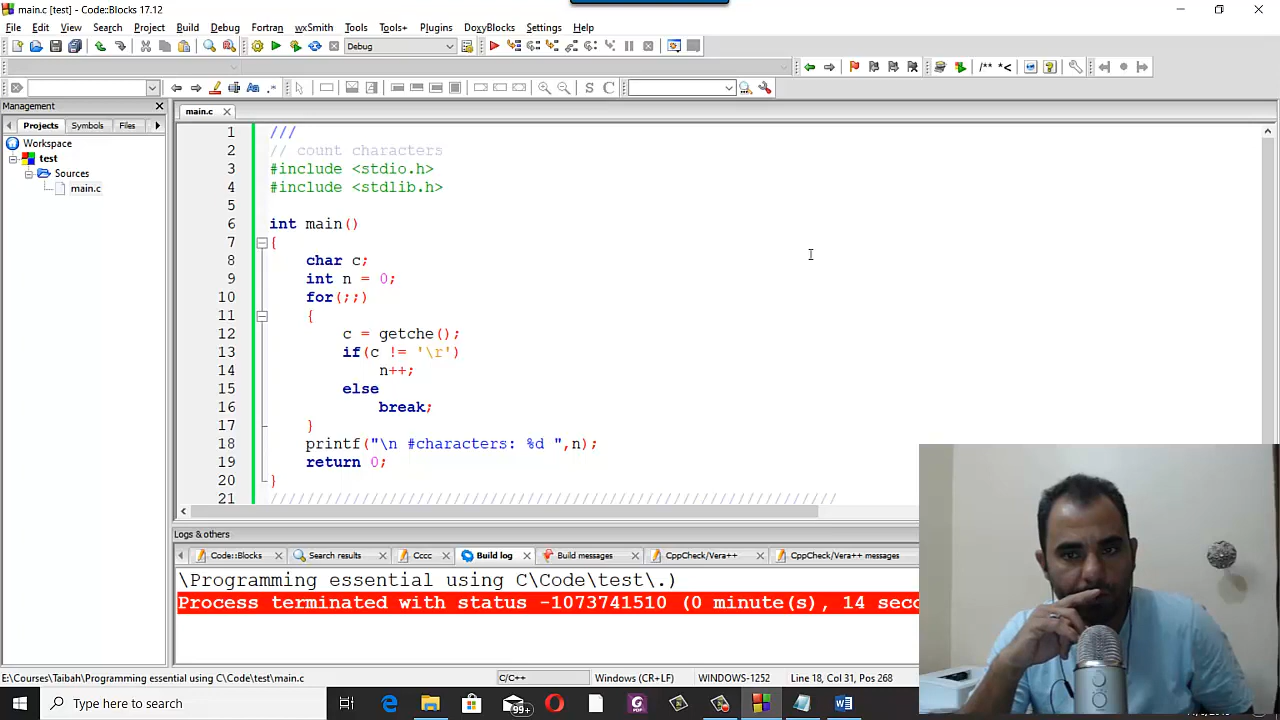 main.c [test] - Code::Blocks 17.12
File Edit View Search Project Build Debug Fortran wxSmith Tools Tools+ Plugins DoxyBlocks Settings Help
Debug
/** *<
S C
Management
main.c
Projects Symbols Files
Workspace
test
Sources
main.c
1 ///
2 // count characters
3 #include <stdio.h>
4 #include <stdlib.h>
5
6 int main()
7 {
8 char c;
9 int n = 0;
10 for(;;)
11 {
12 c = getche();
13 if(c != '\r')
14 n++;
15 else
16 break;
17 }
18 printf("\n #characters: %d ",n);
19 return 0;
20 }
21 ///////////////////////////////////////////////////////////////
Logs & others
Code::Blocks Search results Cccc Build log Build messages CppCheck/Vera++ CppCheck/Vera++ messages
\Programming essential using C\Code\test\.)
Process terminated with status -1073741510 (0 minute(s), 14 seco
E:\Courses\Taibah\Programming essential using C\Code\test\main.c C/C++ Windows (CR+LF) WINDOWS-1252 Line 18, Col 31, Pos 268
Type here to search
99+